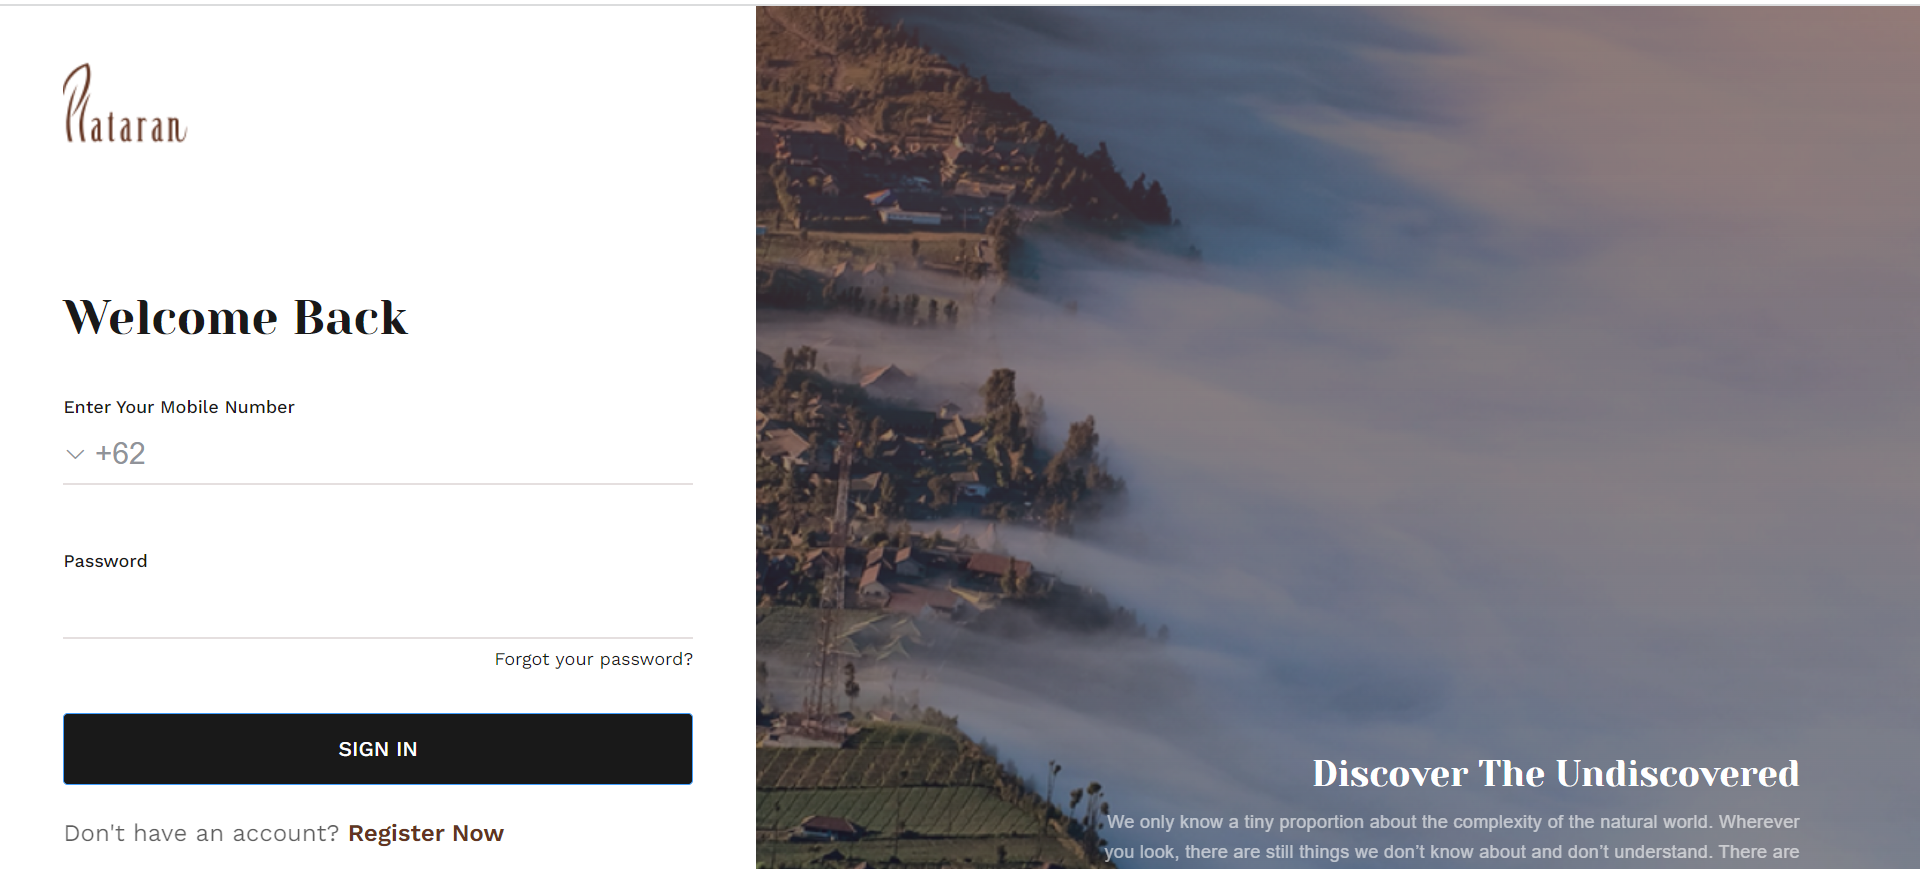 Plataran
Welcome Back
Enter Your Mobile Number
+62
Password
Forgot your password?
SIGN IN
Don't have an account? Register Now
Discover The Undiscovered
We only know a tiny proportion about the complexity of the natural world. Wherever
you look, there are still things we don’t know about and don’t understand. There are